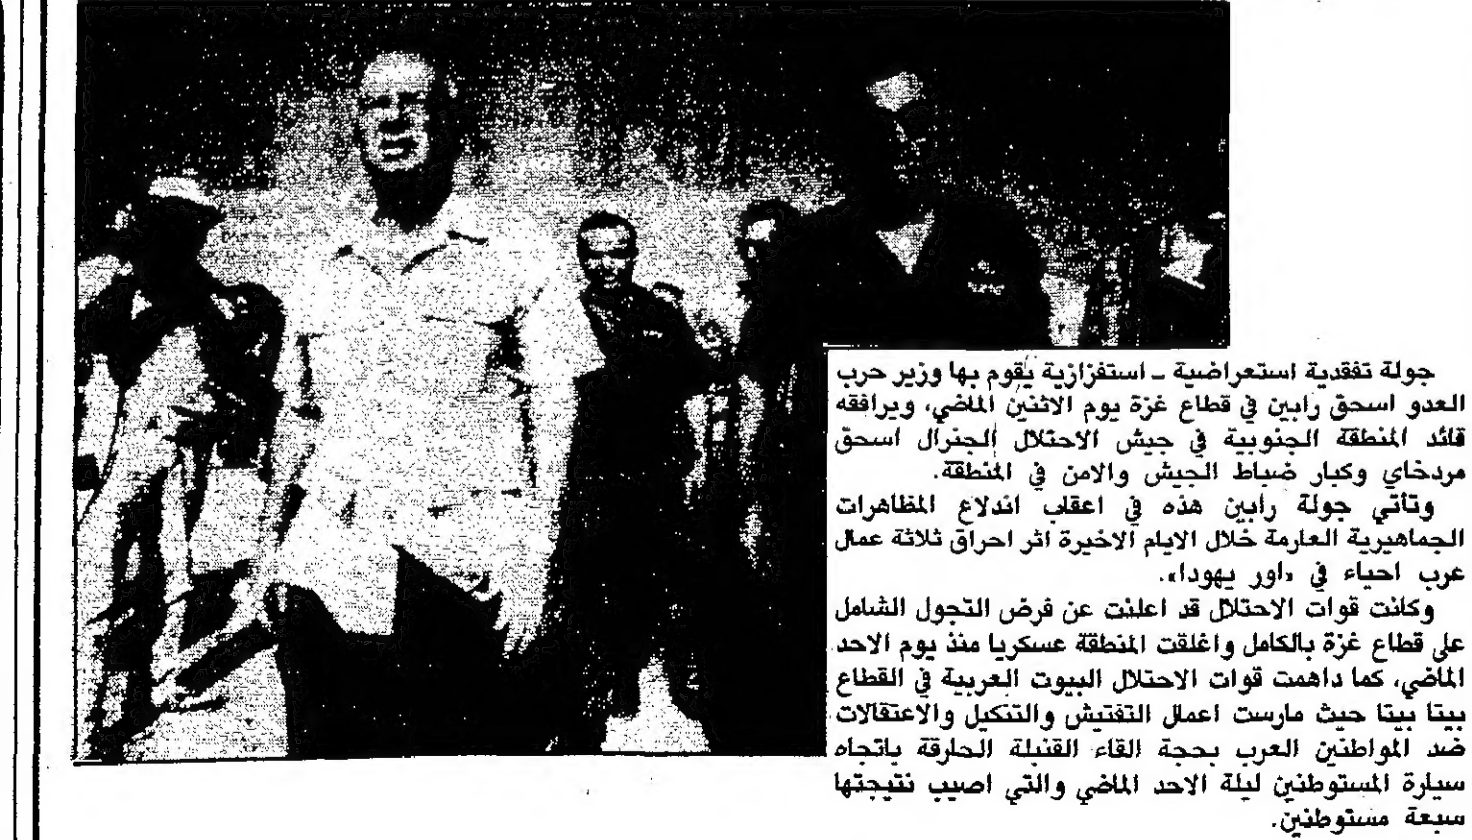 جولة تفقدية استعراضية ـ استفزازية يقوم بها وزير حرب
العدو اسحق رابين في قطاع غزة يوم الاثنين الماضي، ويرافقه
قائد المنطقة الجنوبية في جيش الاحتلال الجنرال اسحق
مردخاي وكبار ضباط الجيش والامن في المنطقة.
وتأتي جولة رابين هذه في اعقاب اندلاع المظاهرات
الجماهيرية العارمة خلال الايام الاخيرة اثر احراق ثلاثة عمال
عرب احياء في «اور يهودا».
وكانت قوات الاحتلال قد اعلنت عن فرض التجول الشامل
على قطاع غزة بالكامل واغلقت المنطقة عسكريا منذ يوم الاحد
الماضي، كما داهمت قوات الاحتلال البيوت العربية في القطاع
بيتا بيتا حيث مارست اعمال التفتيش والتنكيل والاعتقالات
ضد المواطنين العرب بحجة القاء القنبلة الحارقة باتجاه
سيارة المستوطنين ليلة الاحد الماضي والتي اصيب نتيجتها
سبعة مستوطنين.